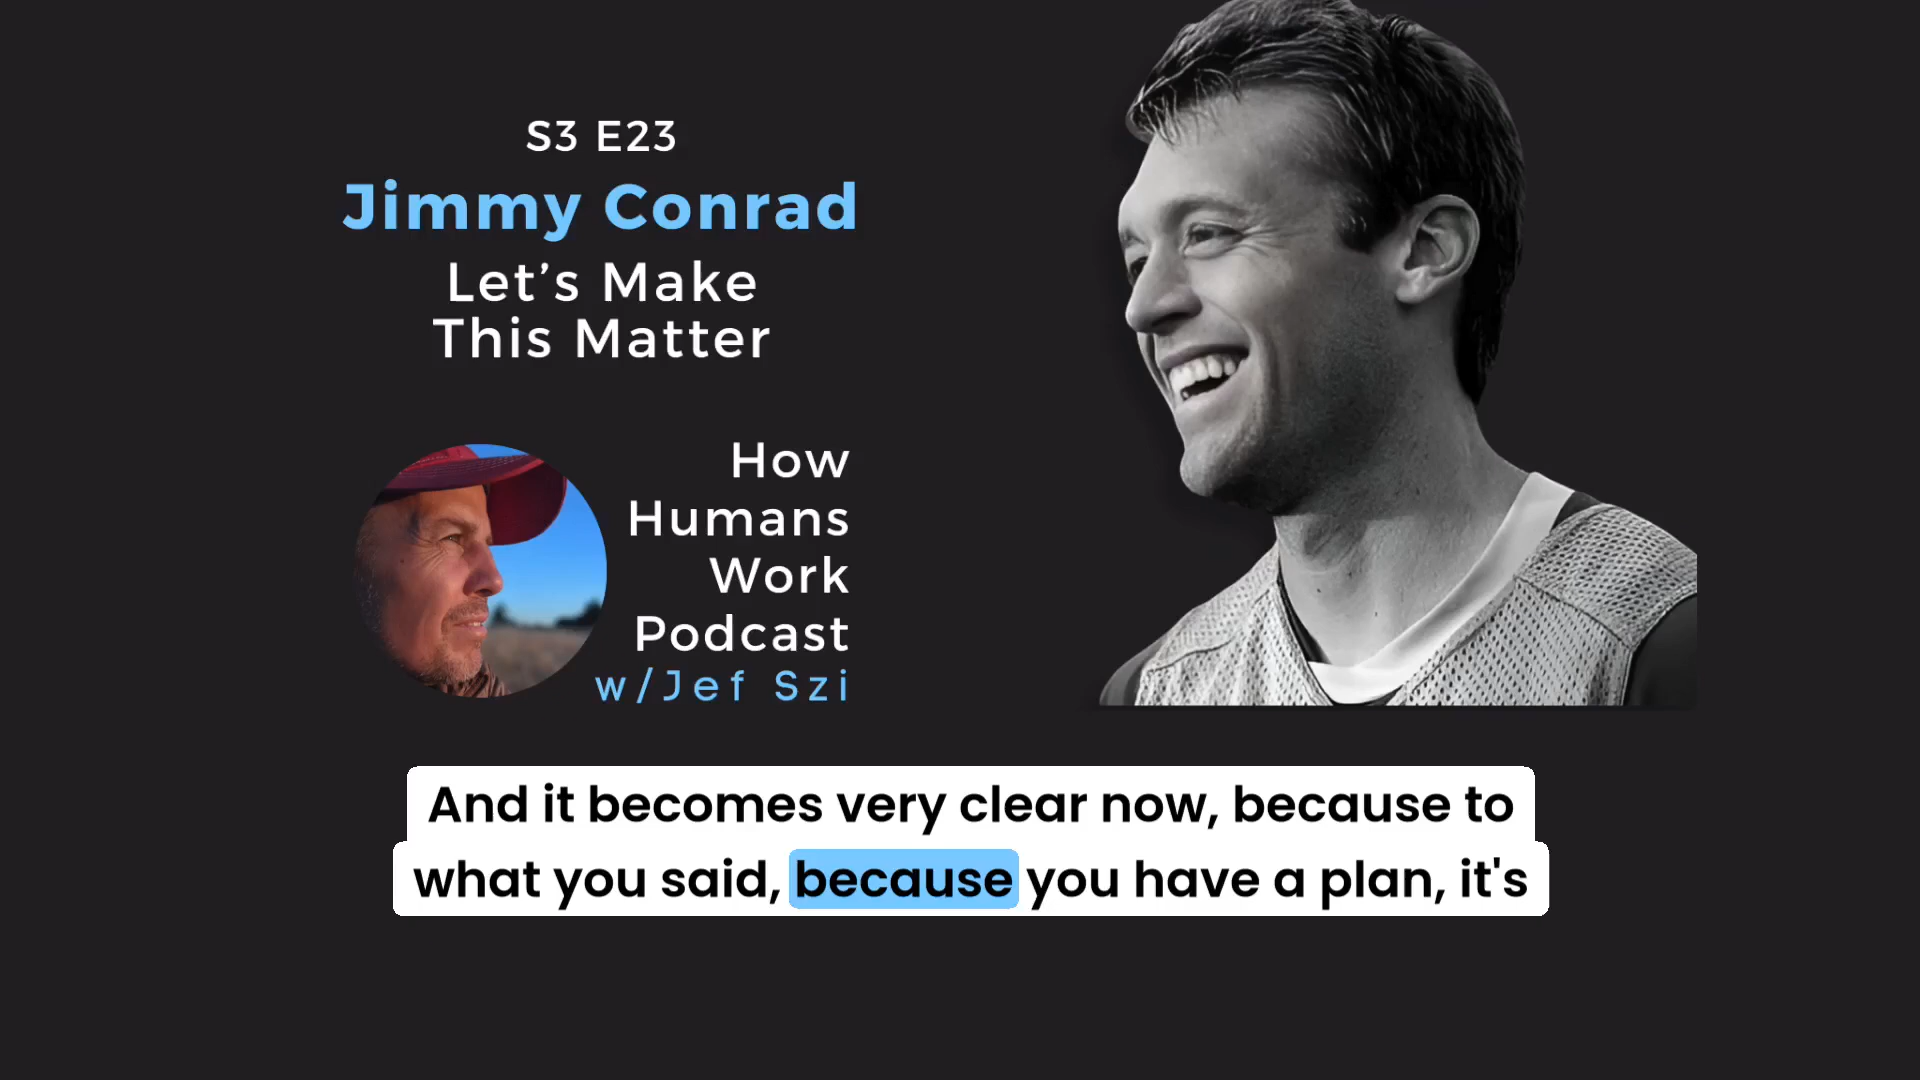 S3 E23
Jimmy Conrad
Let’s Make
This Matter
How
Humans
Work
Podcast
w/Jef Szi
And it becomes very clear now, because to
what you said, because you have a plan, it's